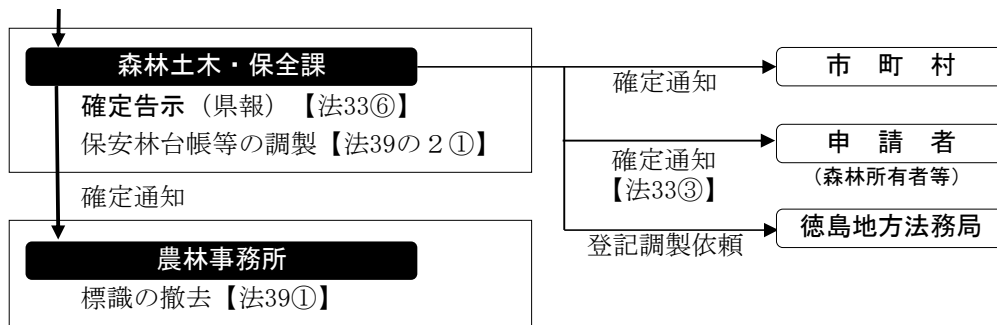 森林土木・保全課
確定告示（県報）【法33⑥】
保安林台帳等の調製【法39の２①】
確定通知
農林事務所
標識の撤去【法39①】
確定通知
市　町　村
確定通知
【法33③】
申　請　者
（森林所有者等）
登記調製依頼
徳島地方法務局